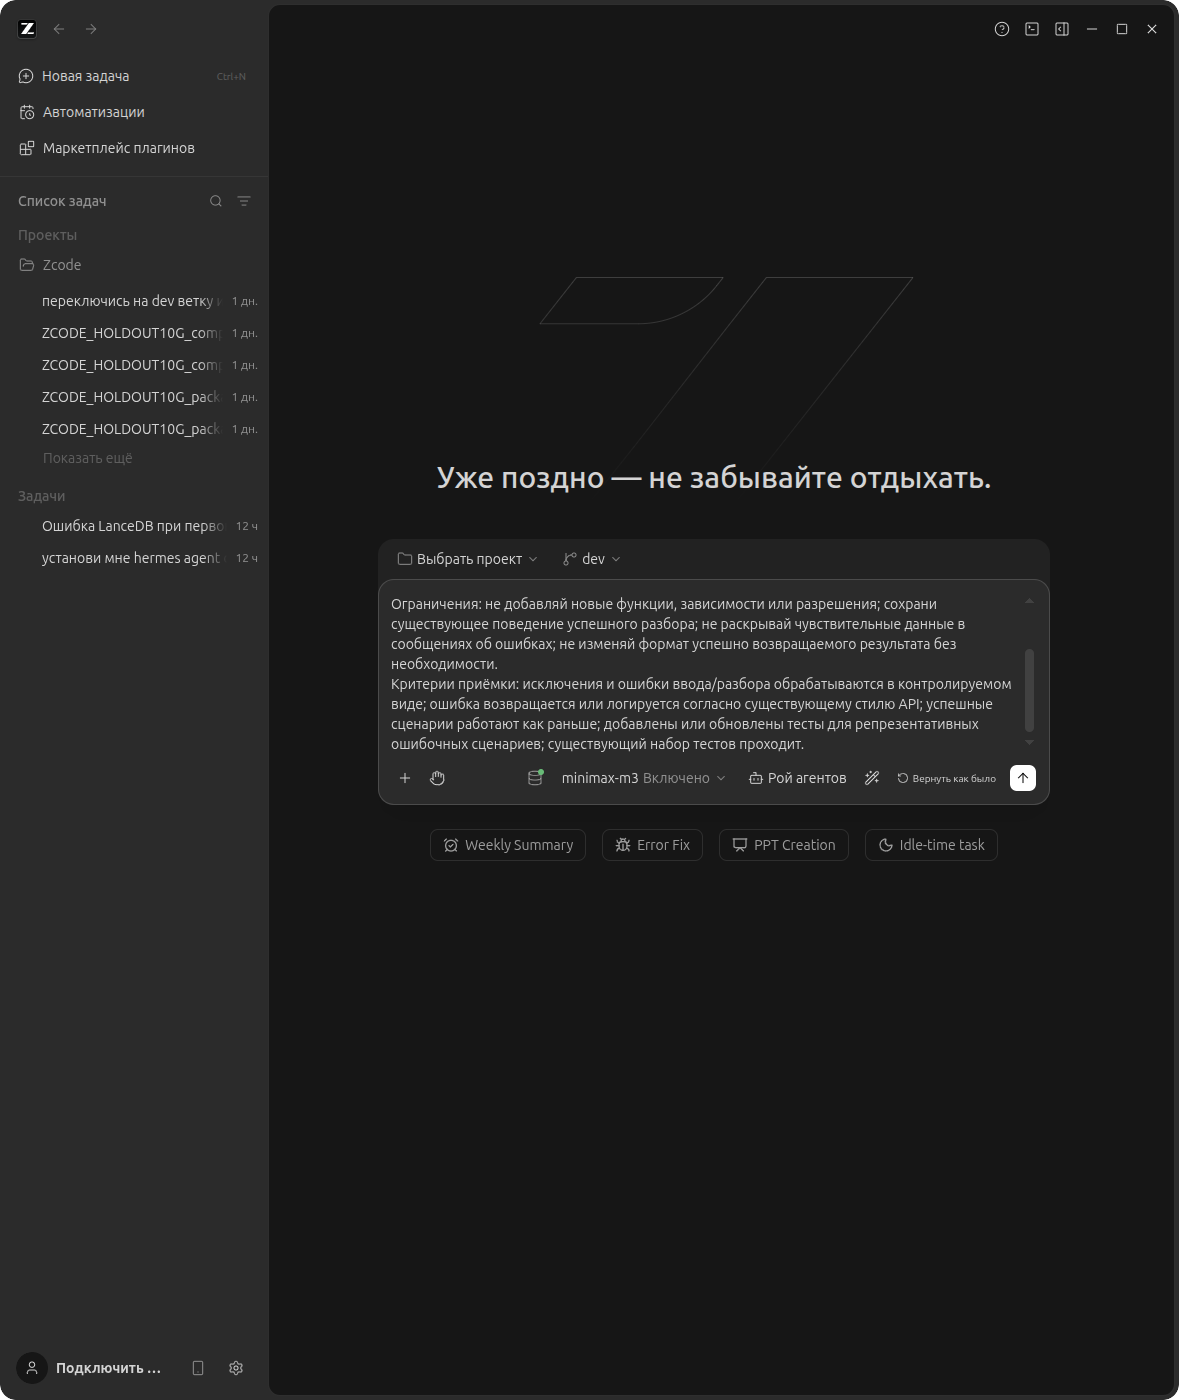 Z
Новая задача Ctrl+N
Автоматизации
Маркетплейс плагинов
Список задач
Проекты
Zcode
переключись на dev ветку 1 дн.
ZCODE_HOLDOUT10G_com 1 дн.
ZCODE_HOLDOUT10G_com 1 дн.
ZCODE_HOLDOUT10G_pack 1 дн.
ZCODE_HOLDOUT10G_pack 1 дн.
Показать ещё
Задачи
Ошибка LanceDB при перво 12 ч
установи мне hermes agent 12 ч
Подключить ...
Уже поздно — не забывайте отдыхать.
Выбрать проект dev
Ограничения: не добавляй новые функции, зависимости или разрешения; сохрани
существующее поведение успешного разбора; не раскрывай чувствительные данные в
сообщениях об ошибках; не изменяй формат успешно возвращаемого результата без
необходимости.
Критерии приёмки: исключения и ошибки ввода/разбора обрабатываются в контролируемом
виде; ошибка возвращается или логируется согласно существующему стилю API; успешные
сценарии работают как раньше; добавлены или обновлены тесты для репрезентативных
ошибочных сценариев; существующий набор тестов проходит.
minimax-m3 Включено Рой агентов Вернуть как было
Weekly Summary Error Fix PPT Creation Idle-time task